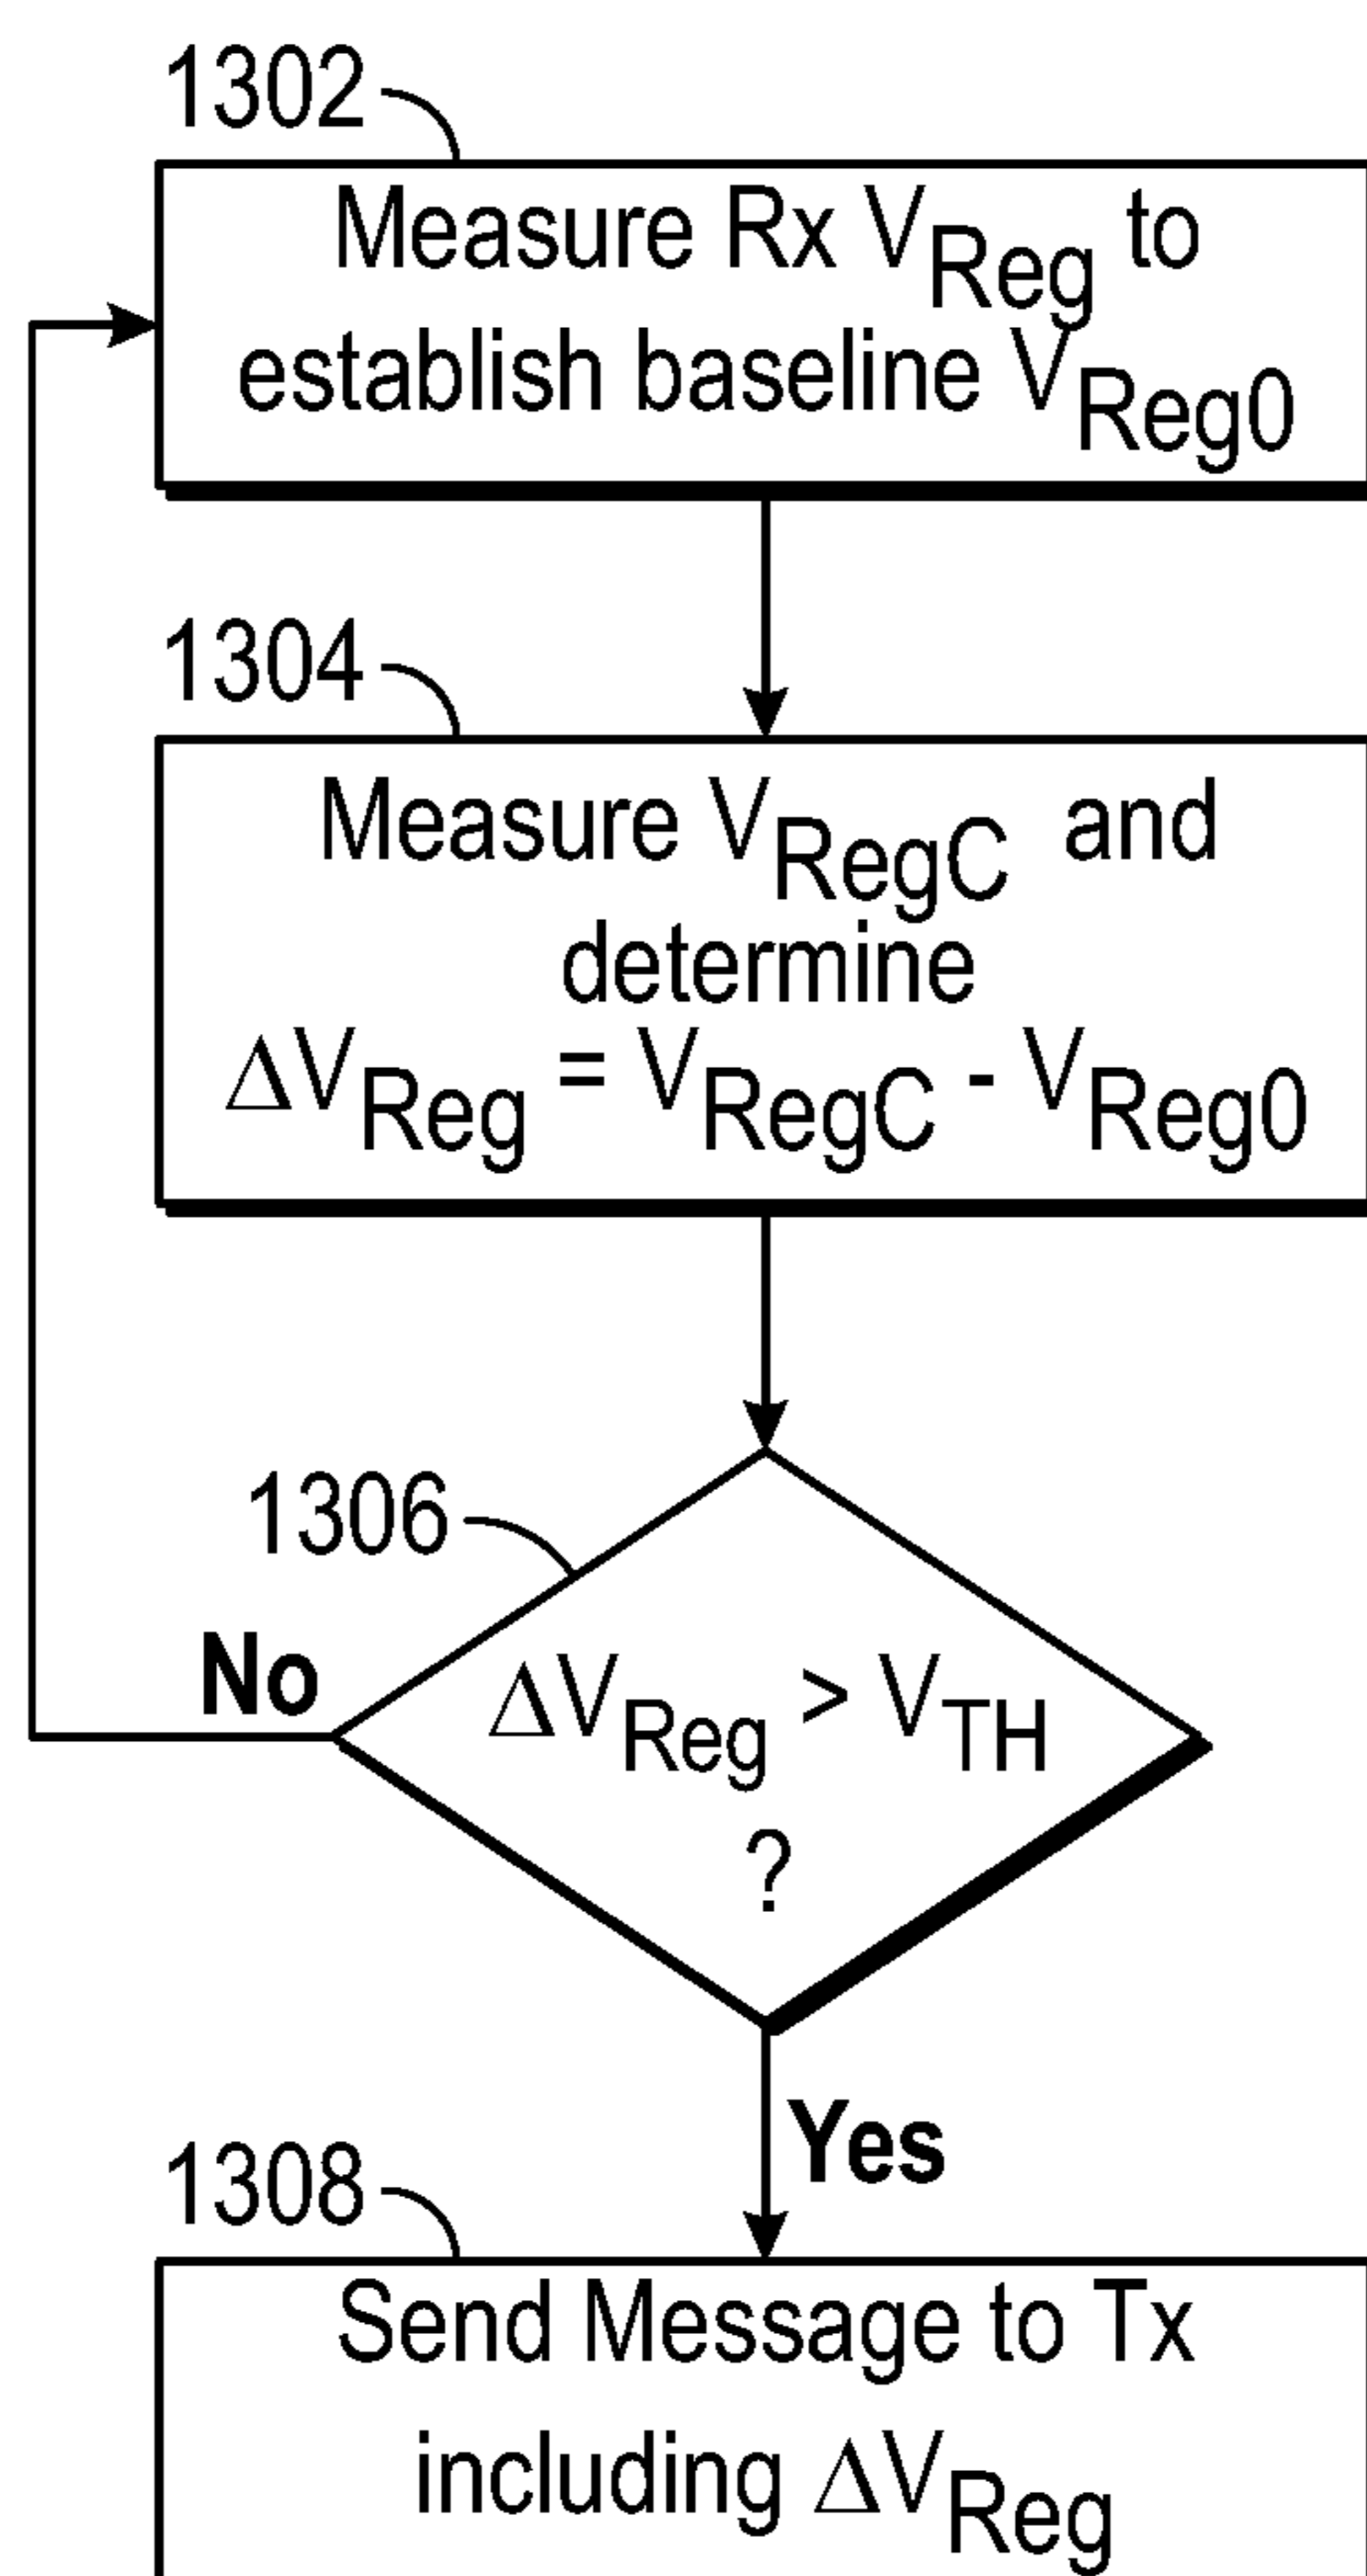 1302
Measure Rx VReg to
establish baseline VReg0
1304
Measure VRegC and
determine
ΔVReg = VRegC - VReg0
1306
No
ΔVReg > VTH
?
Yes
1308
Send Message to Tx
including ΔVReg